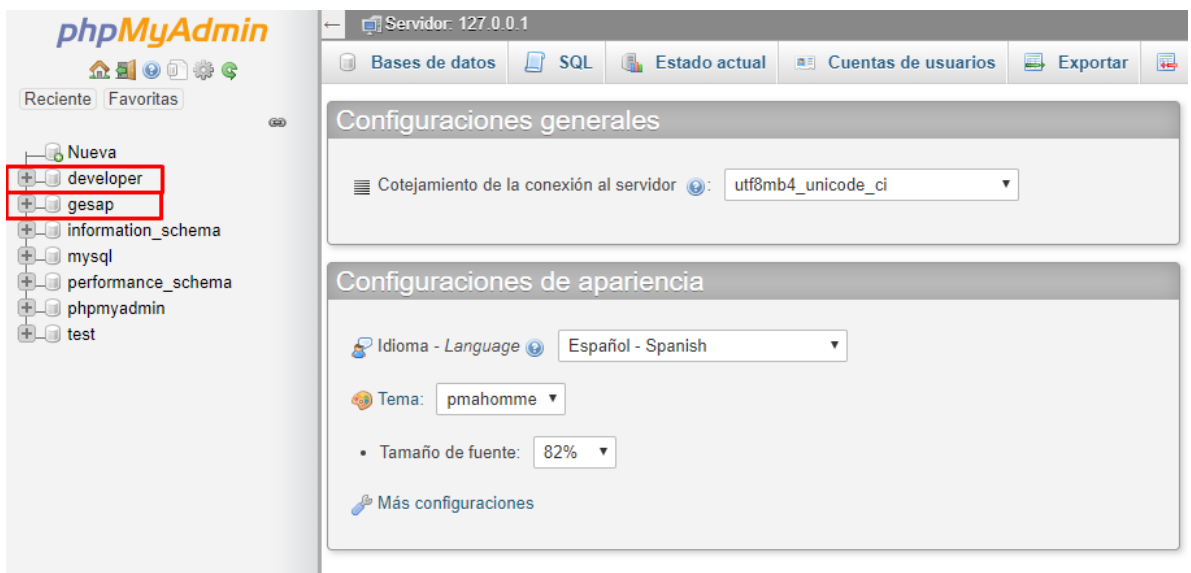 phpMyAdmin
Reciente Favoritas
Nueva
developer
gesap
information_schema
mysql
performance_schema
phpmyadmin
test
Servidor: 127.0.0.1
Bases de datos SQL Estado actual Cuentas de usuarios Exportar
Configuraciones generales
Cotejamiento de la conexión al servidor : utf8mb4_unicode_ci
Configuraciones de apariencia
Idioma - Language Español - Spanish
Tema: pmahomme
• Tamaño de fuente: 82%
Más configuraciones